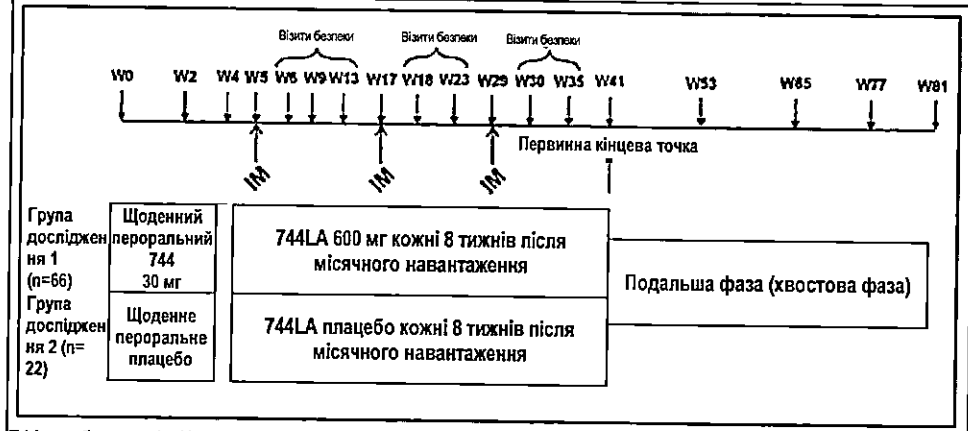 Візити безпеки Візити безпеки Візити безпеки
W0 W2 W4 W5 W6 W9 W13 W17 W18 W23 W29 W30 W35 W41 W53 W65 W77 W81
Первинна кінцева точка
IM IM IM
Група
дослiджен
ня 1
(n=66)
Щоденний
пероральний
744
30 мг
744LA 600 мг кожні 8 тижнів після
місячного навантаження
Група
дослiджен
ня 2 (n=
22)
Щоденне
пероральне
плацебо
744LA плацебо кожні 8 тижнів після
місячного навантаження
Подальша фаза (хвостова фаза)